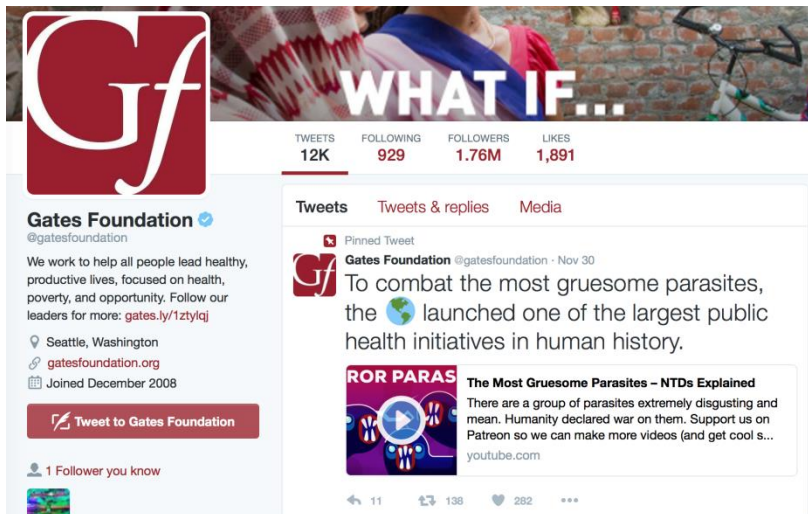 Gf
WHAT IF...
TWEETS FOLLOWING FOLLOWERS LIKES
12K 929 1.76M 1,891
Gates Foundation
@gatesfoundation
We work to help all people lead healthy,
productive lives, focused on health,
poverty, and opportunity. Follow our
leaders for more: gates.ly/1ztylqj
Seattle, Washington
gatesfoundation.org
Joined December 2008
Tweet to Gates Foundation
1 Follower you know
Tweets Tweets & replies Media
Pinned Tweet
Gf
Gates Foundation @gatesfoundation · Nov 30
To combat the most gruesome parasites,
the 🌎 launched one of the largest public
health initiatives in human history.
ROR PARAS
The Most Gruesome Parasites – NTDs Explained
There are a group of parasites extremely disgusting and
mean. Humanity declared war on them. Support us on
Patreon so we can make more videos (and get cool s...
youtube.com
11 138 282